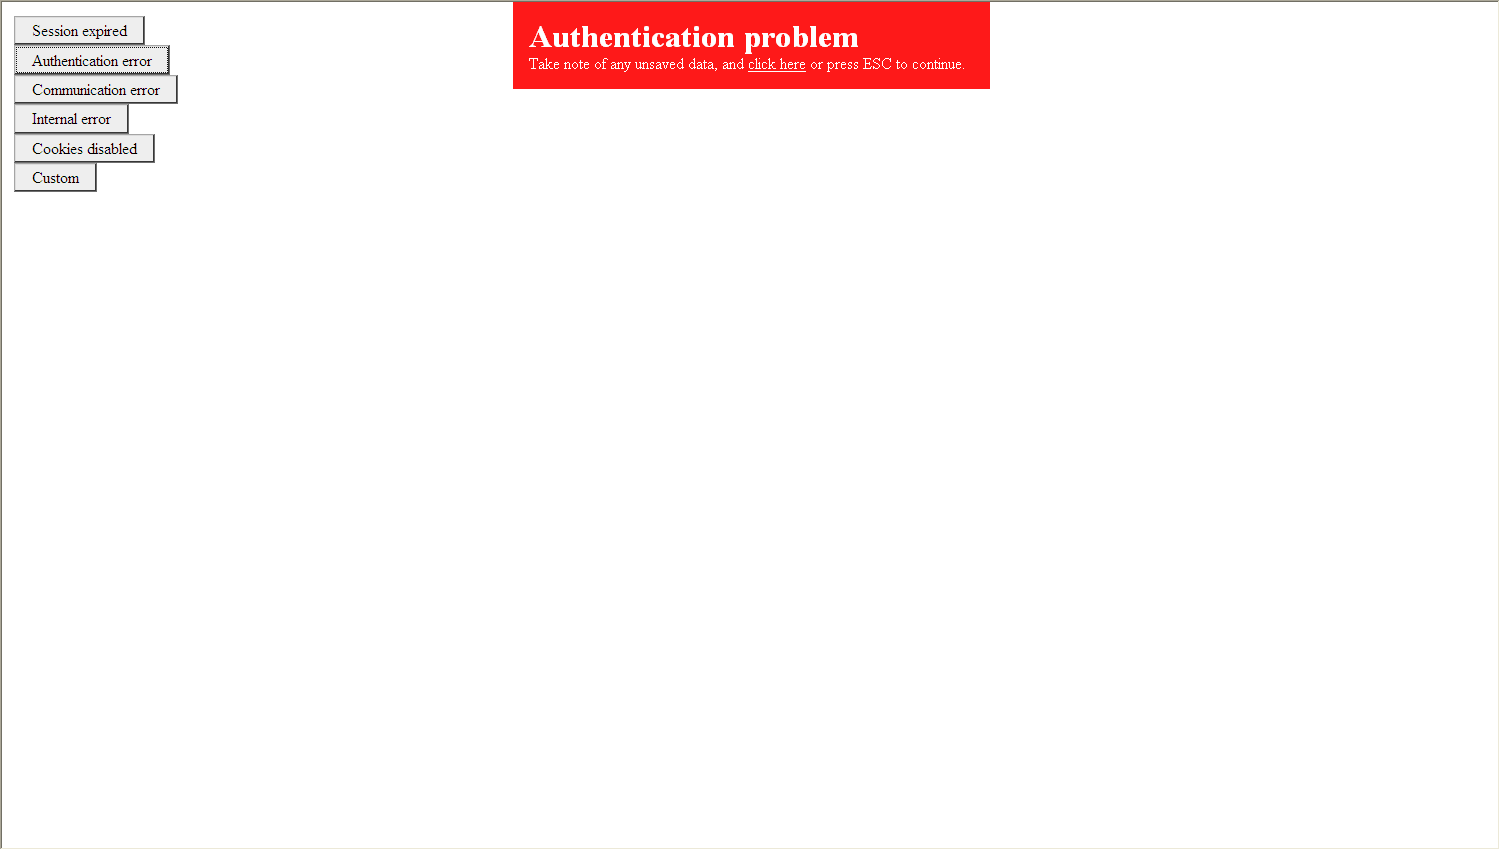 Session expired
Authentication error
Communication error
Internal error
Cookies disabled
Custom
Authentication problem
Take note of any unsaved data, and click here or press ESC to continue.